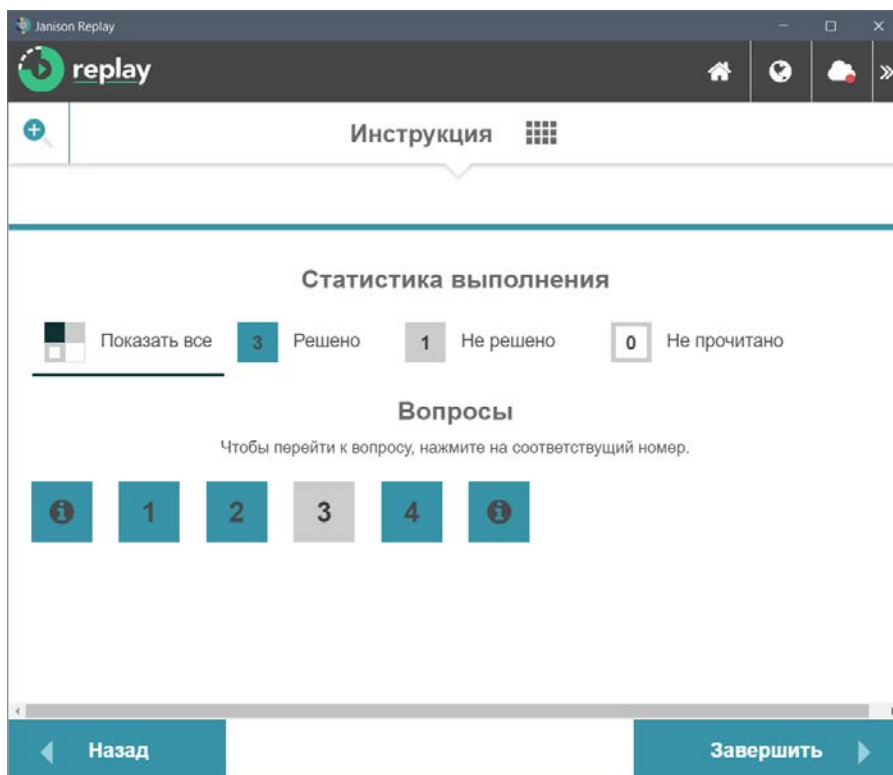 Janison Replay
replay
Инструкция
Статистика выполнения
Показать все 3 Решено 1 Не решено 0 Не прочитано
Вопросы
Чтобы перейти к вопросу, нажмите на соответствущий номер.
1 2 3 4
Назад Завершить